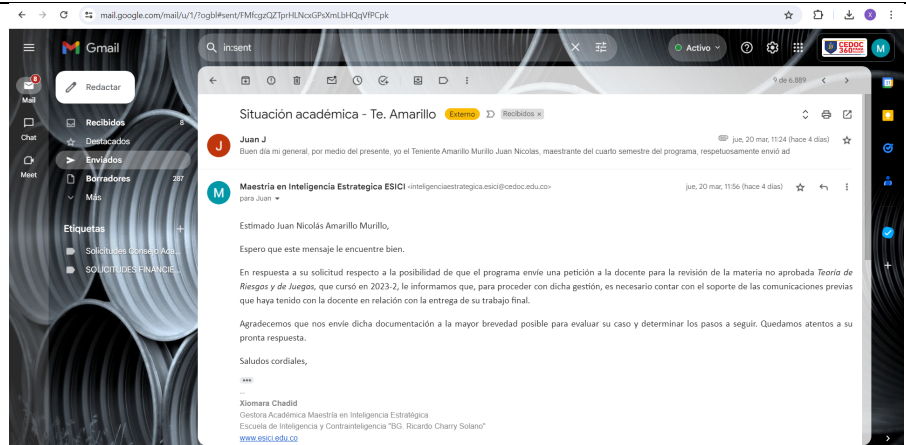 mail.google.com/mail/u/1/?ogbl#sent/FMfcgzQZTprHLNcxGPsXmLbHQqVfPCpk
Gmail
in:sent
Activo
CEDOC
360
M
8
Mail
Chat
Meet
Redactar
Recibidos 8
Destacados
Enviados
Borradores 287
Más
Etiquetas
Solicitudes Consejo Aca...
SOLICITUDES FINANCIE...
9 de 6.889
Situación académica - Te. Amarillo Externo Recibidos x
J
Juan J
jue, 20 mar, 11:24 (hace 4 días)
Buen día mi general, por medio del presente, yo el Teniente Amarillo Murillo Juan Nicolas, maestrante del cuarto semestre del programa, respetuosamente envió ad
M
Maestria en Inteligencia Estrategica ESICI <inteligenciaestrategica.esici@cedoc.edu.co>
jue, 20 mar, 11:56 (hace 4 días)
para Juan
Estimado Juan Nicolás Amarillo Murillo,
Espero que este mensaje le encuentre bien.
En respuesta a su solicitud respecto a la posibilidad de que el programa envíe una petición a la docente para la revisión de la materia no aprobada Teoría de
Riesgos y de Juegos, que cursó en 2023-2, le informamos que, para proceder con dicha gestión, es necesario contar con el soporte de las comunicaciones previas
que haya tenido con la docente en relación con la entrega de su trabajo final.
Agradecemos que nos envíe dicha documentación a la mayor brevedad posible para evaluar su caso y determinar los pasos a seguir. Quedamos atentos a su
pronta respuesta.
Saludos cordiales,
...
--
Xiomara Chadid
Gestora Académica Maestría en Inteligencia Estratégica
Escuela de Inteligencia y Contrainteligencia "BG. Ricardo Charry Solano"
www.esici.edu.co